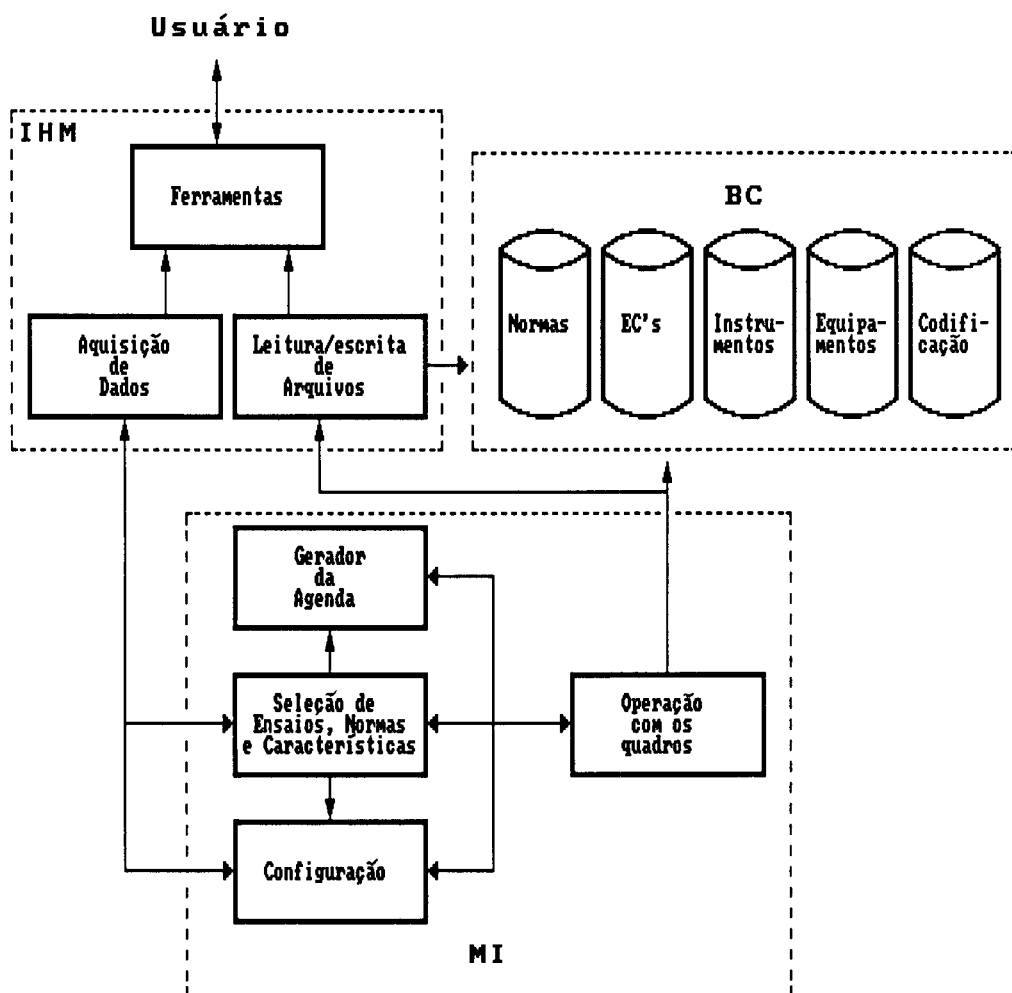 Usuário
IHM
Ferramentas
Aquisição
de
Dados
Leitura/escrita
de
Arquivos
BC
Normas
EC's
Instru-
mentos
Equipa-
mentos
Codifi-
cação
Gerador
da
Agenda
Seleção de
Ensaios, Normas
e Características
Operação
com os
quadros
Configuração
MI